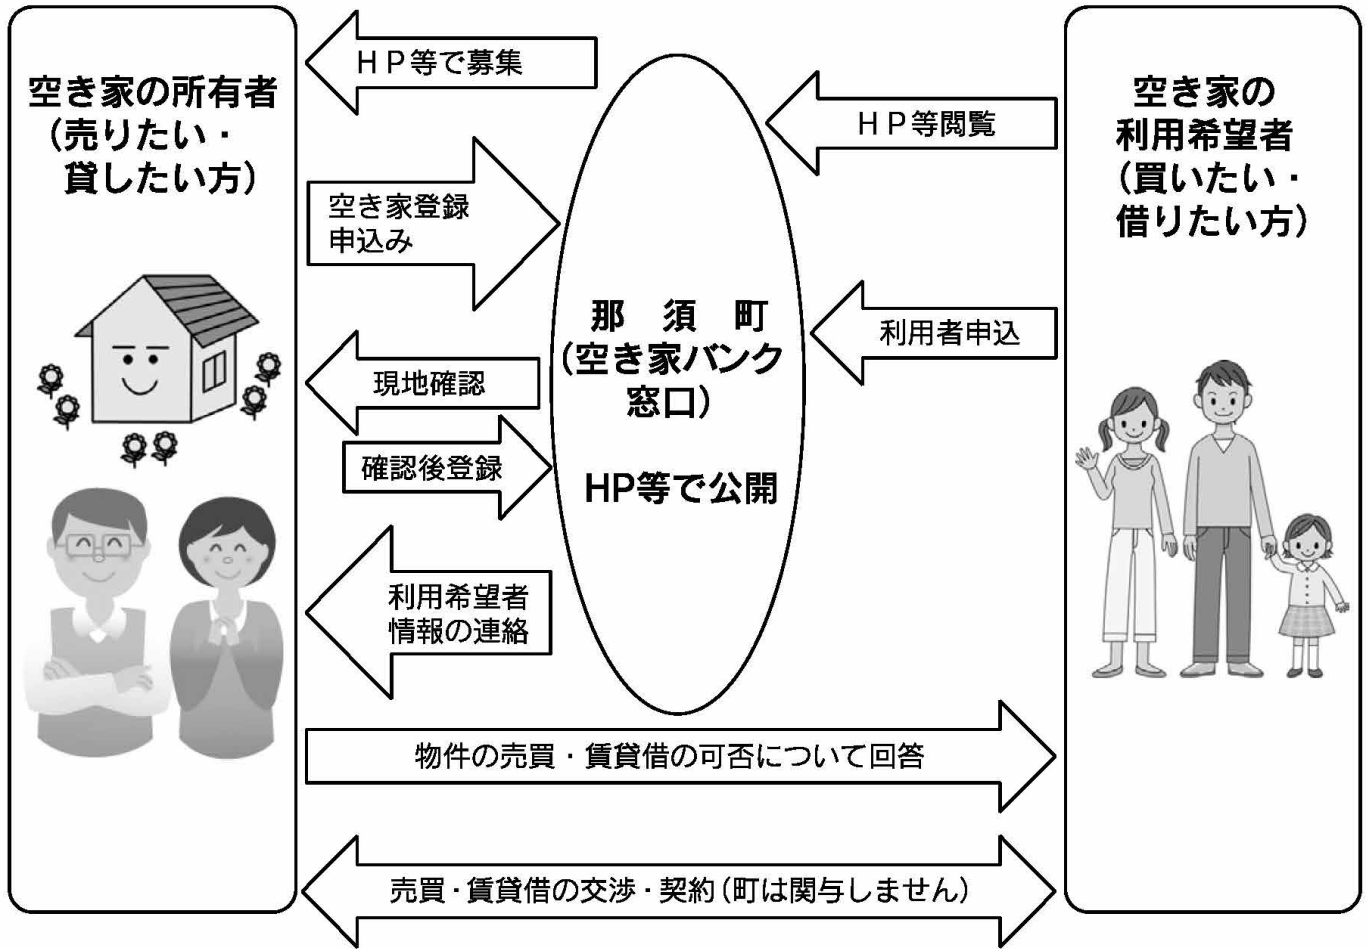 空き家の所有者
（売りたい・
貸したい方）
ＨＰ等で募集
空き家登録
申込み
現地確認
確認後登録
利用希望者
情報の連絡
那　須　町
（空き家バンク
窓口）
HP等で公開
ＨＰ等閲覧
利用者申込
空き家の
利用希望者
（買いたい・
借りたい方）
物件の売買・賃貸借の可否について回答
売買・賃貸借の交渉・契約（町は関与しません）